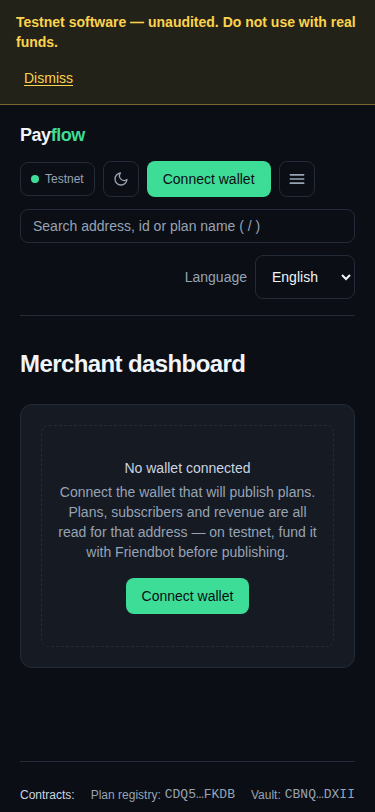 Testnet software — unaudited. Do not use with real
funds.
Dismiss
Payflow
Testnet
Connect wallet
Search address, id or plan name ( / )
Language English
Merchant dashboard
No wallet connected
Connect the wallet that will publish plans.
Plans, subscribers and revenue are all
read for that address — on testnet, fund it
with Friendbot before publishing.
Connect wallet
Contracts: Plan registry: CDQ5…FKDB Vault: CBNQ…DXII